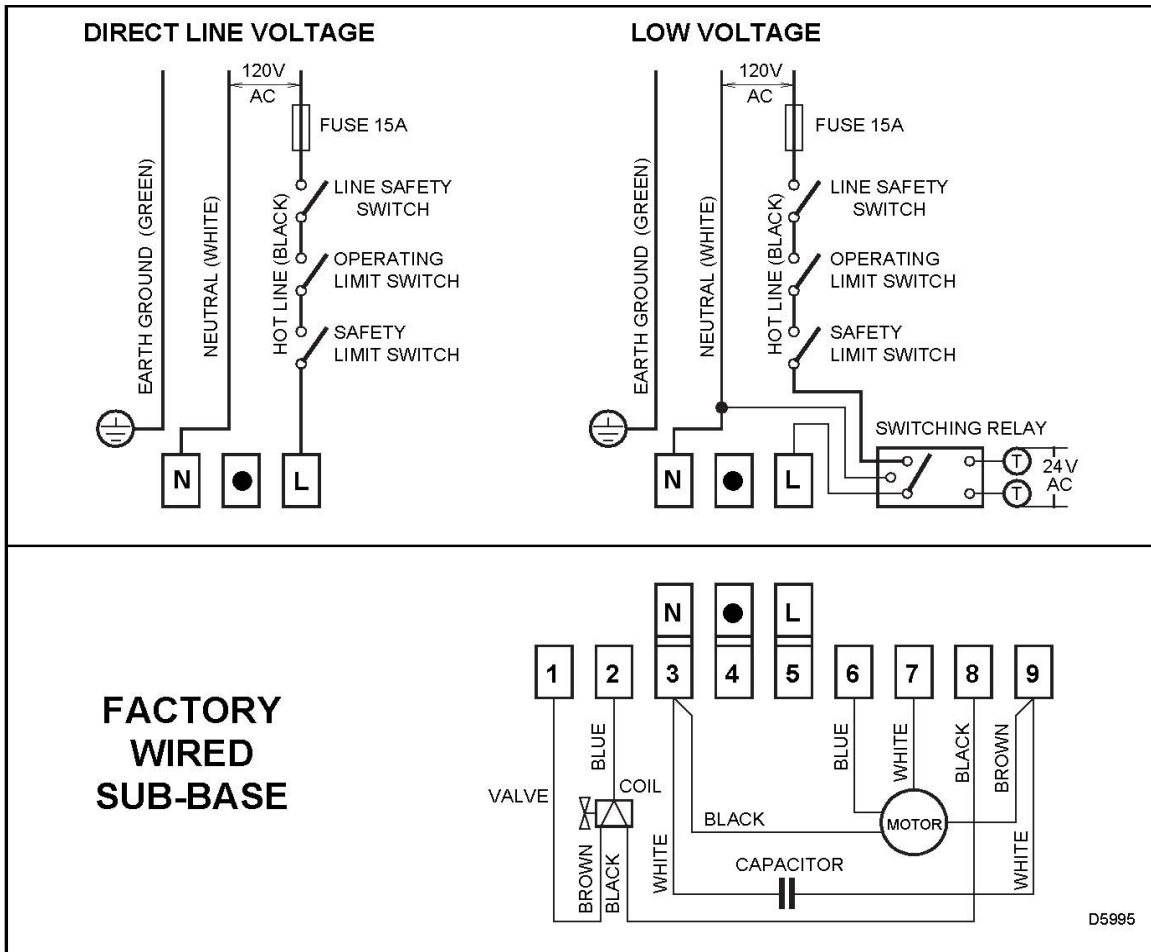 DIRECT LINE VOLTAGE
120V
AC
FUSE 15A
EARTH GROUND (GREEN)
NEUTRAL (WHITE)
HOT LINE (BLACK)
LINE SAFETY
SWITCH
OPERATING
LIMIT SWITCH
SAFETY
LIMIT SWITCH
N
L
LOW VOLTAGE
120V
AC
FUSE 15A
EARTH GROUND (GREEN)
NEUTRAL (WHITE)
HOT LINE (BLACK)
LINE SAFETY
SWITCH
OPERATING
LIMIT SWITCH
SAFETY
LIMIT SWITCH
SWITCHING RELAY
T
T
24V
AC
N
L
FACTORY
WIRED
SUB-BASE
N L
1 2 3 4 5 6 7 8 9
BLUE
BLUE
WHITE
BLACK
BROWN
VALVE
COIL
BLACK
MOTOR
BROWN
BLACK
WHITE
CAPACITOR
WHITE
D5995